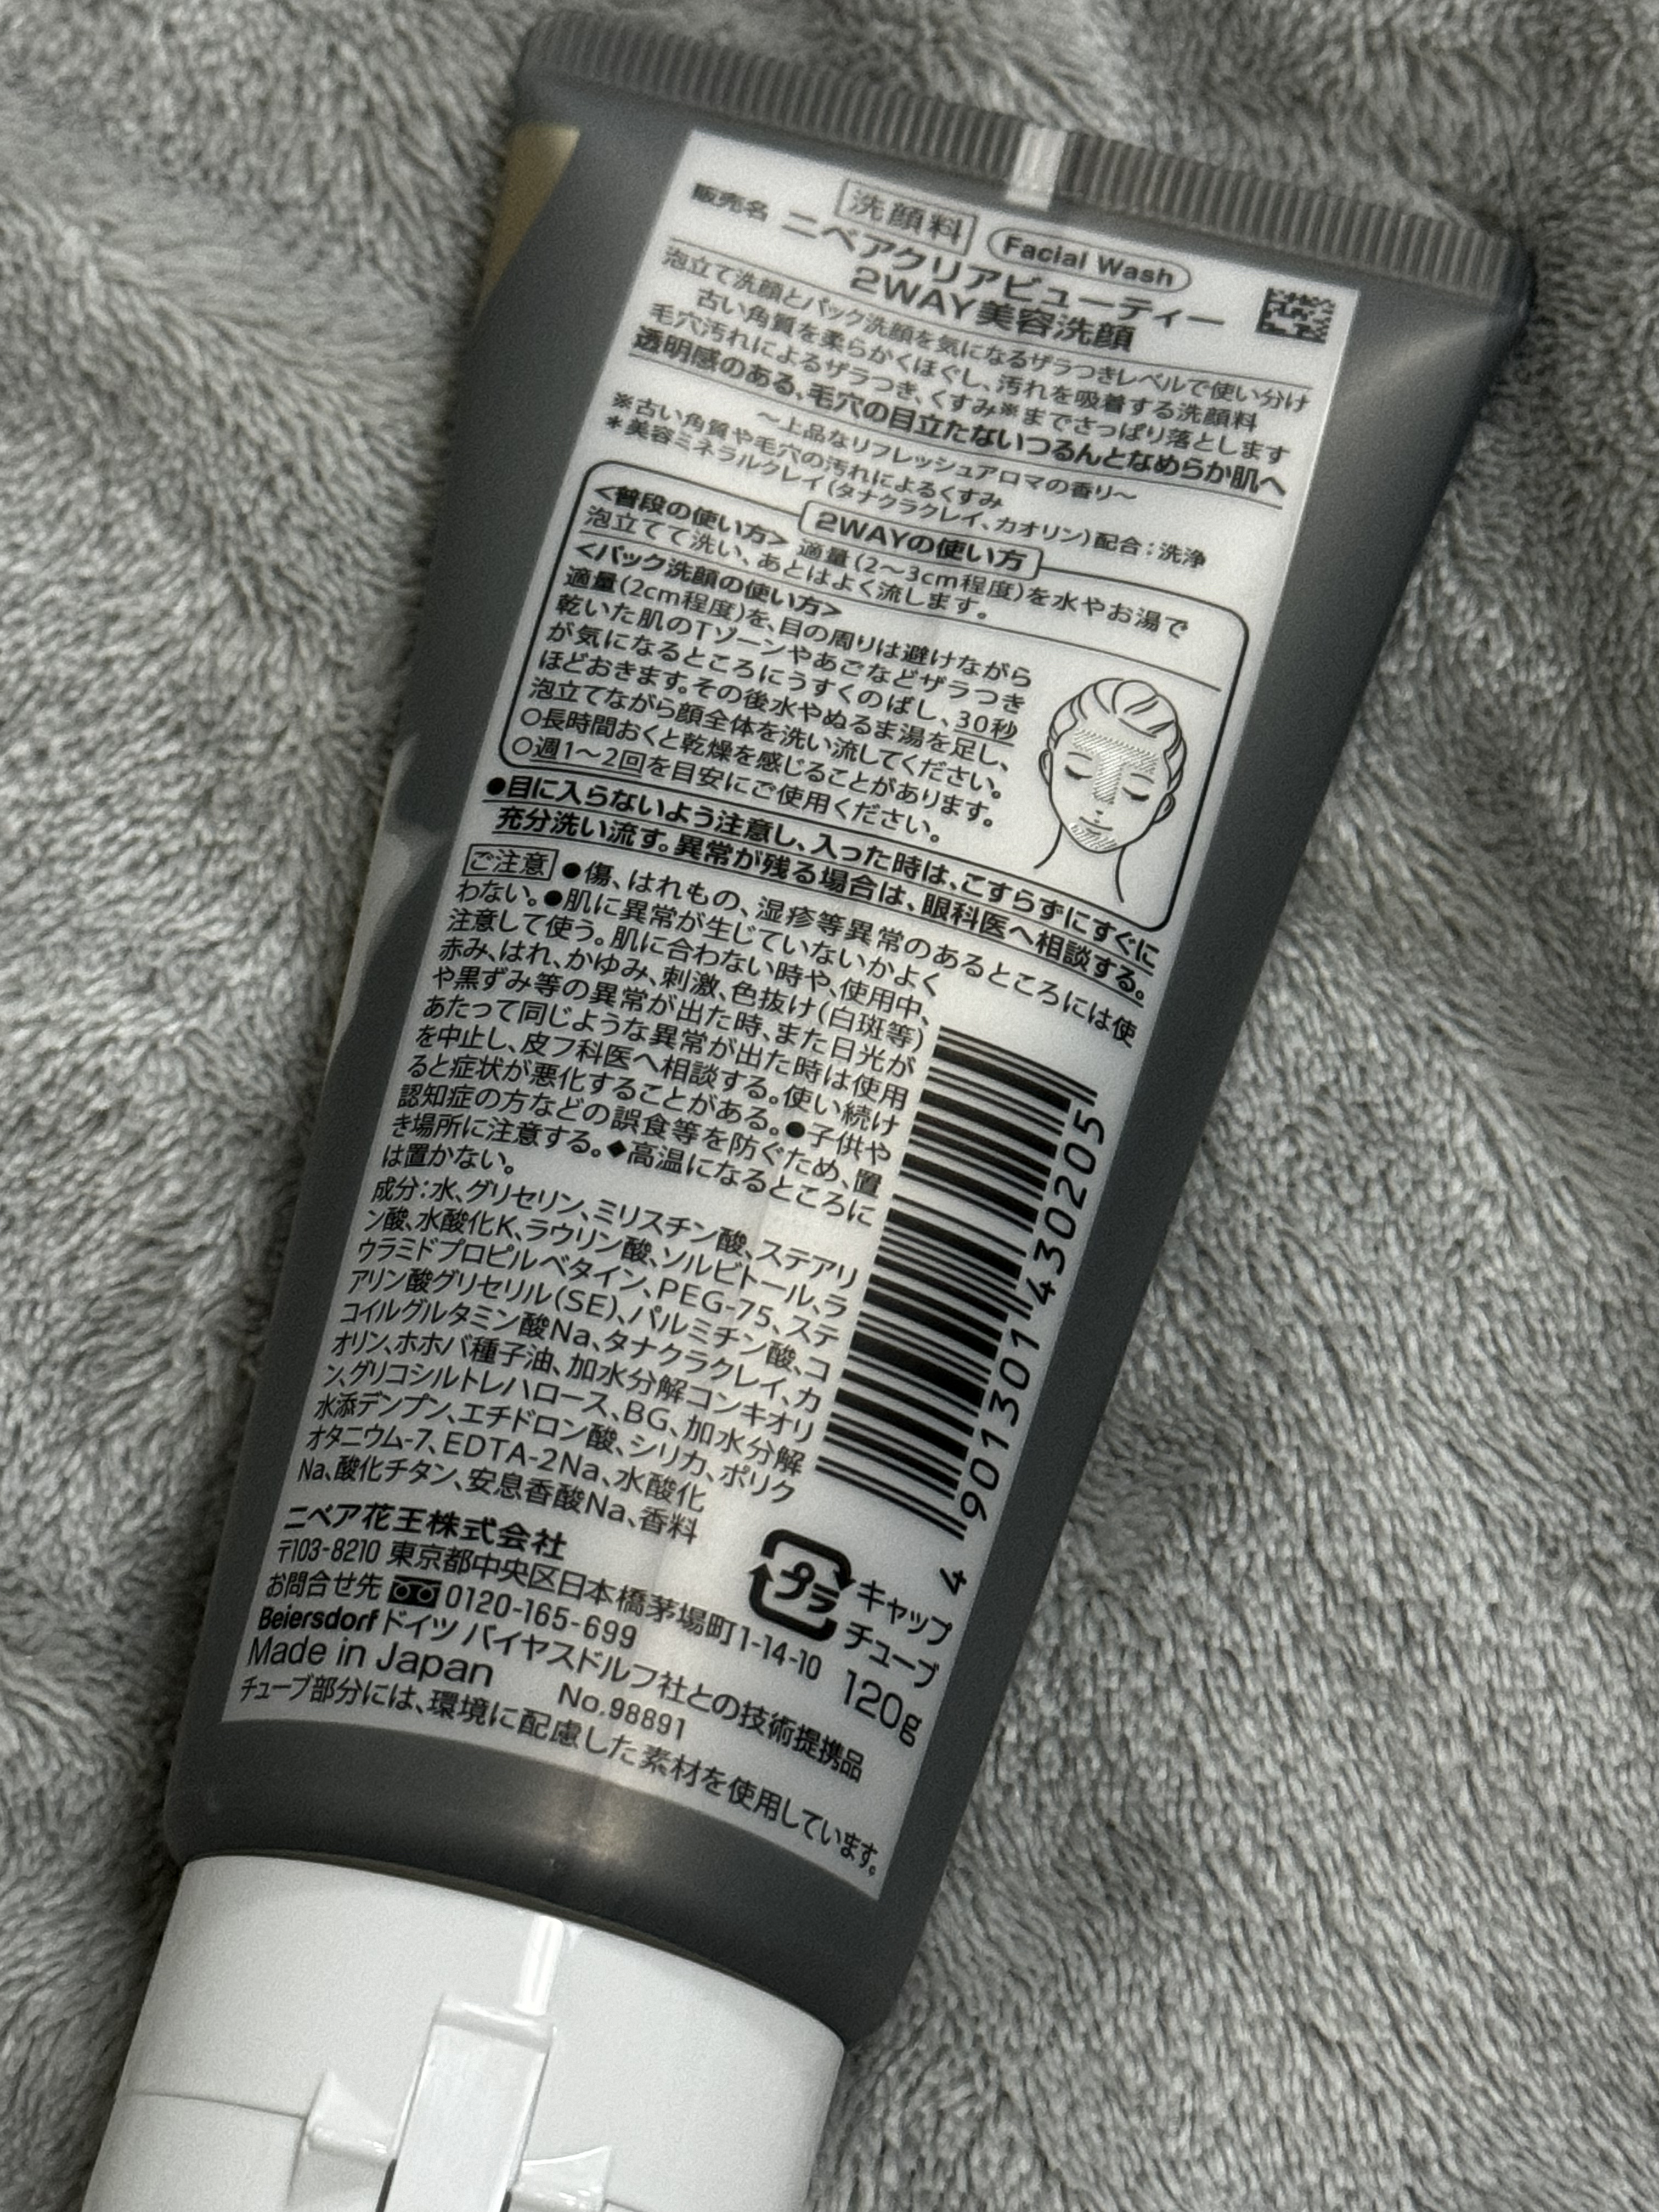 洗顔料 Facial Wash
販売名 ニベアクリアビューティー
2WAY美容洗顔
泡立て洗顔とパック洗顔を気になるザラつきレベルで使い分け
古い角質を柔らかくほぐし、汚れを吸着する洗顔料
毛穴汚れによるザラつき、くすみ※までさっぱり落とします
透明感のある、毛穴の目立たないつるんとなめらか肌へ
～上品なリフレッシュアロマの香り～
※古い角質や毛穴の汚れによるくすみ
＊美容ミネラルクレイ(タナクラクレイ、カオリン)配合：洗浄
2WAYの使い方
<普段の使い方> 適量(2～3cm程度)を水やお湯で
泡立てて洗い、あとはよく流します。
<パック洗顔の使い方>
適量(2cm程度)を、目の周りは避けながら
乾いた肌のTゾーンやあごなどザラつき
が気になるところにうすくのばし、30秒
ほどおきます。その後水やぬるま湯を足し、
泡立てながら顔全体を洗い流してください。
○長時間おくと乾燥を感じることがあります。
○週1～2回を目安にご使用ください。
●目に入らないよう注意し、入った時は、こすらずにすぐに
充分洗い流す。異常が残る場合は、眼科医へ相談する。
ご注意 ●傷、はれもの、湿疹等異常のあるところには使
わない。●肌に異常が生じていないかよく
注意して使う。肌に合わない時や、使用中、
赤み、はれ、かゆみ、刺激、色抜け(白斑等)
や黒ずみ等の異常が出た時、また日光が
あたって同じような異常が出た時は使用
を中止し、皮フ科医へ相談する。使い続け
ると症状が悪化することがある。●子供や
認知症の方などの誤食等を防ぐため、置
き場所に注意する。◆高温になるところに
は置かない。
成分：水、グリセリン、ミリスチン酸、ステアリ
ン酸、水酸化K、ラウリン酸、ソルビトール、ラ
ウラミドプロピルベタイン、PEG-75、ステ
アリン酸グリセリル(SE)、パルミチン酸、コ
コイルグルタミン酸Na、タナクラクレイ、カ
オリン、ホホバ種子油、加水分解コンキオリ
ン、グリコシルトレハロース、BG、加水分解
水添デンプン、エチドロン酸、シリカ、ポリク
オタニウム-7、EDTA-2Na、水酸化
Na、酸化チタン、安息香酸Na、香料
4 901301 430205
ニベア花王株式会社
〒103-8210 東京都中央区日本橋茅場町1-14-10
お問合せ先 0120-165-699
Beiersdorf ドイツ バイヤスドルフ社との技術提携品
Made in Japan No.98891
チューブ部分には、環境に配慮した素材を使用しています。
プラ
キャップ
チューブ
120g